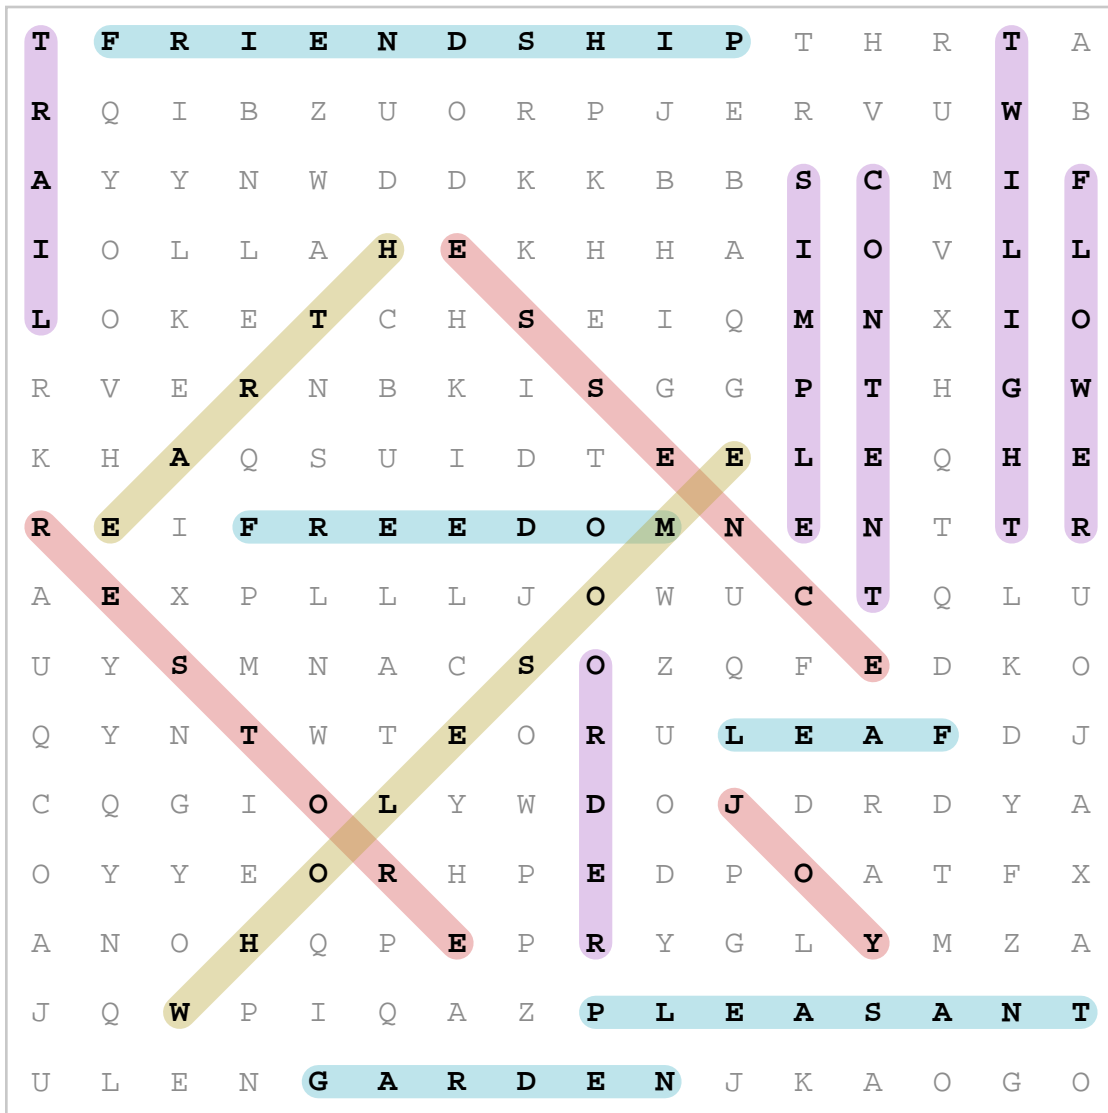 T F R I E N D S H I P T H R T A
R Q I B Z U O R P J E R V U W B
A Y Y N W D D K K B B S C M I F
I O L L A H E K H H A I O V L L
L O K E T C H S E I Q M N X I O
R V E R N B K I S G G P T H G W
K H A Q S U I D T E E L E Q H E
R E I F R E E D O M N E N T T R
A E X P L L L J O W U C T Q L U
U Y S M N A C S O Z Q F E D K O
Q Y N T W T E O R U L E A F D J
C Q G I O L Y W D O J D R D Y A
O Y Y E O R H P E D P O A T F X
A N O H Q P E P R Y G L Y M Z A
J Q W P I Q A Z P L E A S A N T
U L E N G A R D E N J K A O G O